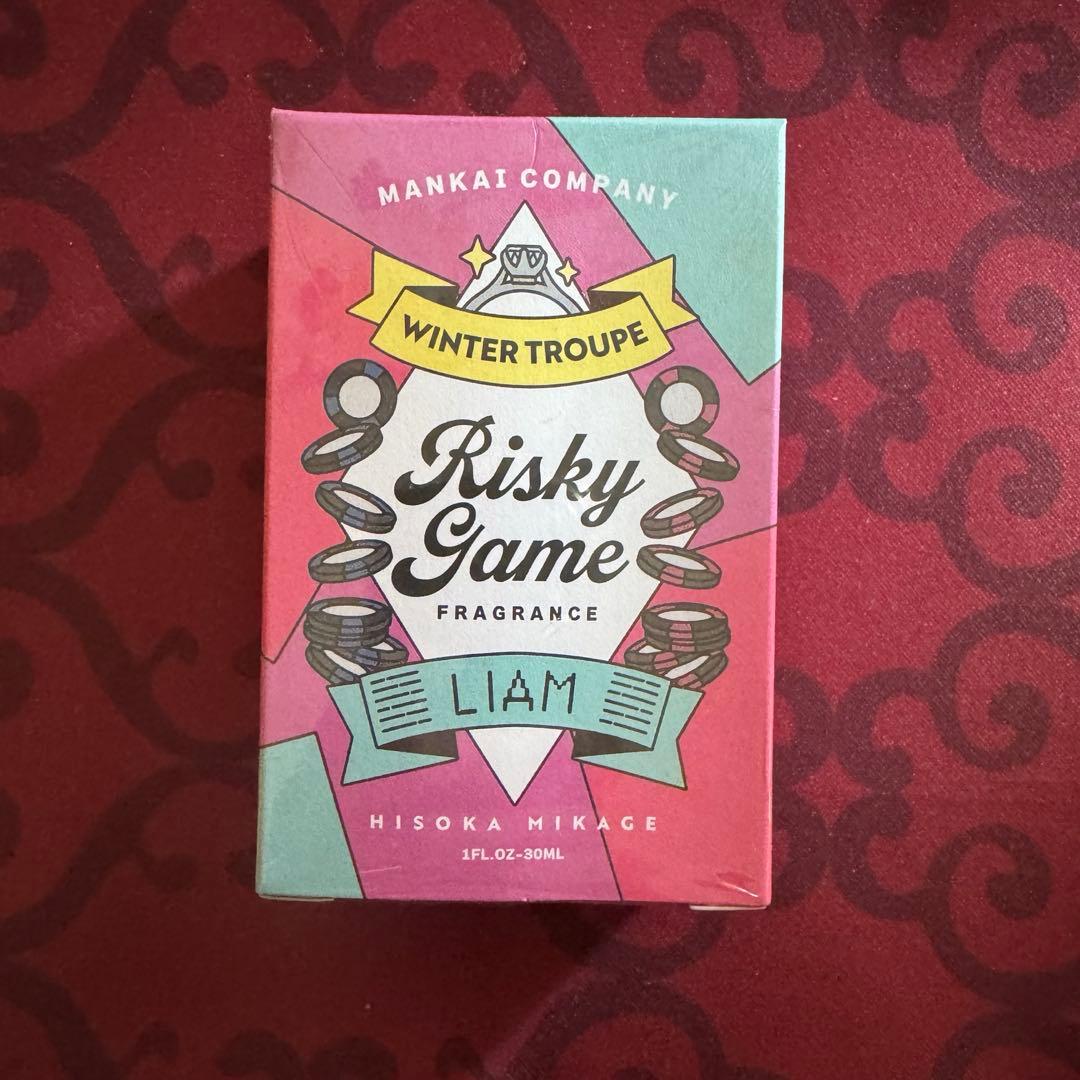 MANKAI COMPANY
WINTER TROUPE
Risky
Game
FRAGRANCE
LIAM
HISOKA MIKAGE
1FL.OZ-30ML